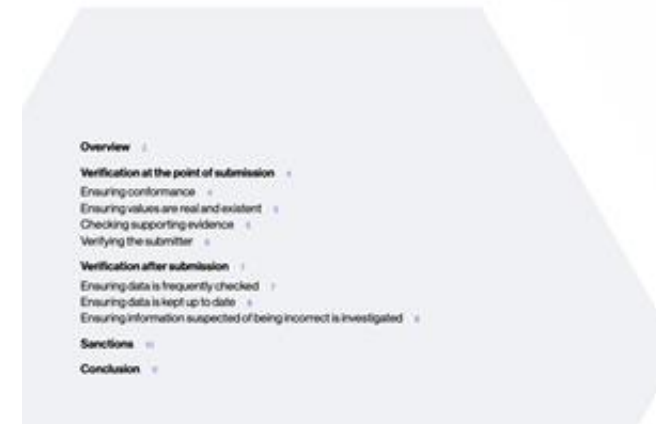 Overview
Verification at the point of submission
Ensuring conformance
Ensuring values are real and existent
Checking supporting evidence
Verifying the submitter
Verification after submission
Ensuring data is frequently checked
Ensuring data is kept up to date
Ensuring information suspected of being incorrect is investigated
Sanctions
Conclusion